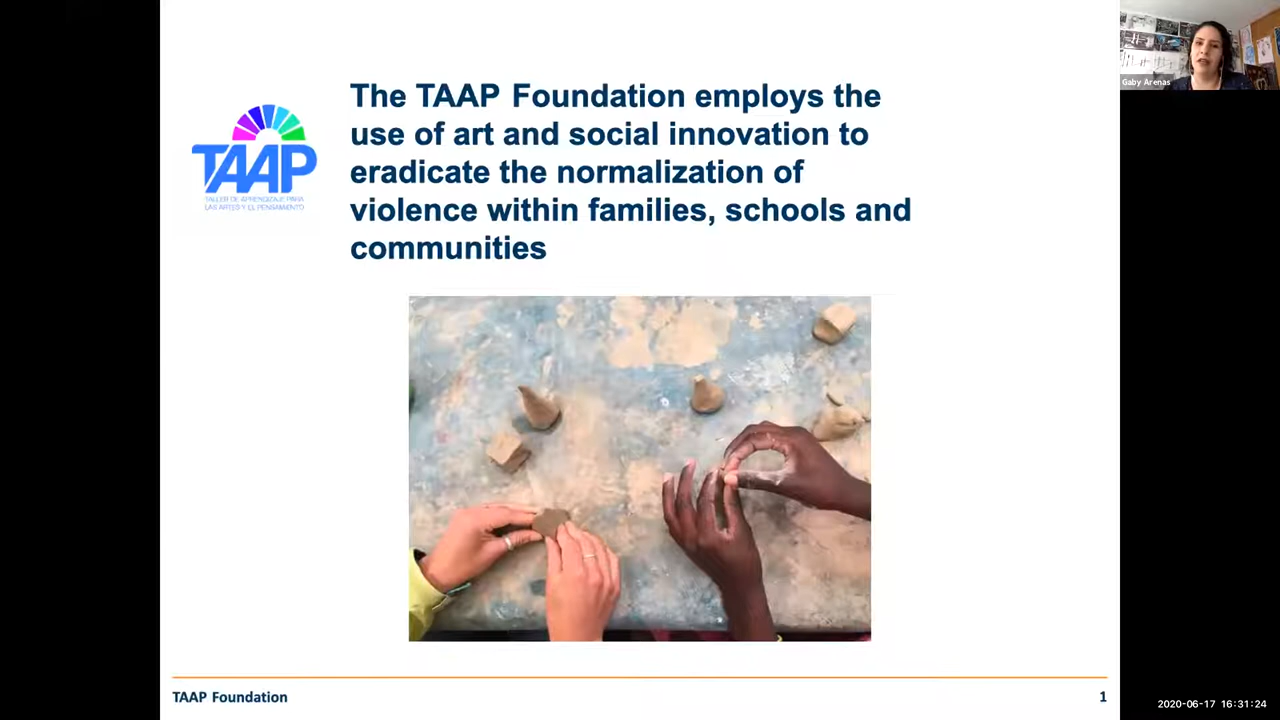 Gaby Arenas
The TAAP Foundation employs the
use of art and social innovation to
eradicate the normalization of
violence within families, schools and
communities
TAAP
TALLER DE APRENDIZAJE PARA
LAS ARTES Y EL PENSAMIENTO
TAAP Foundation
1
2020-06-17 16:31:24